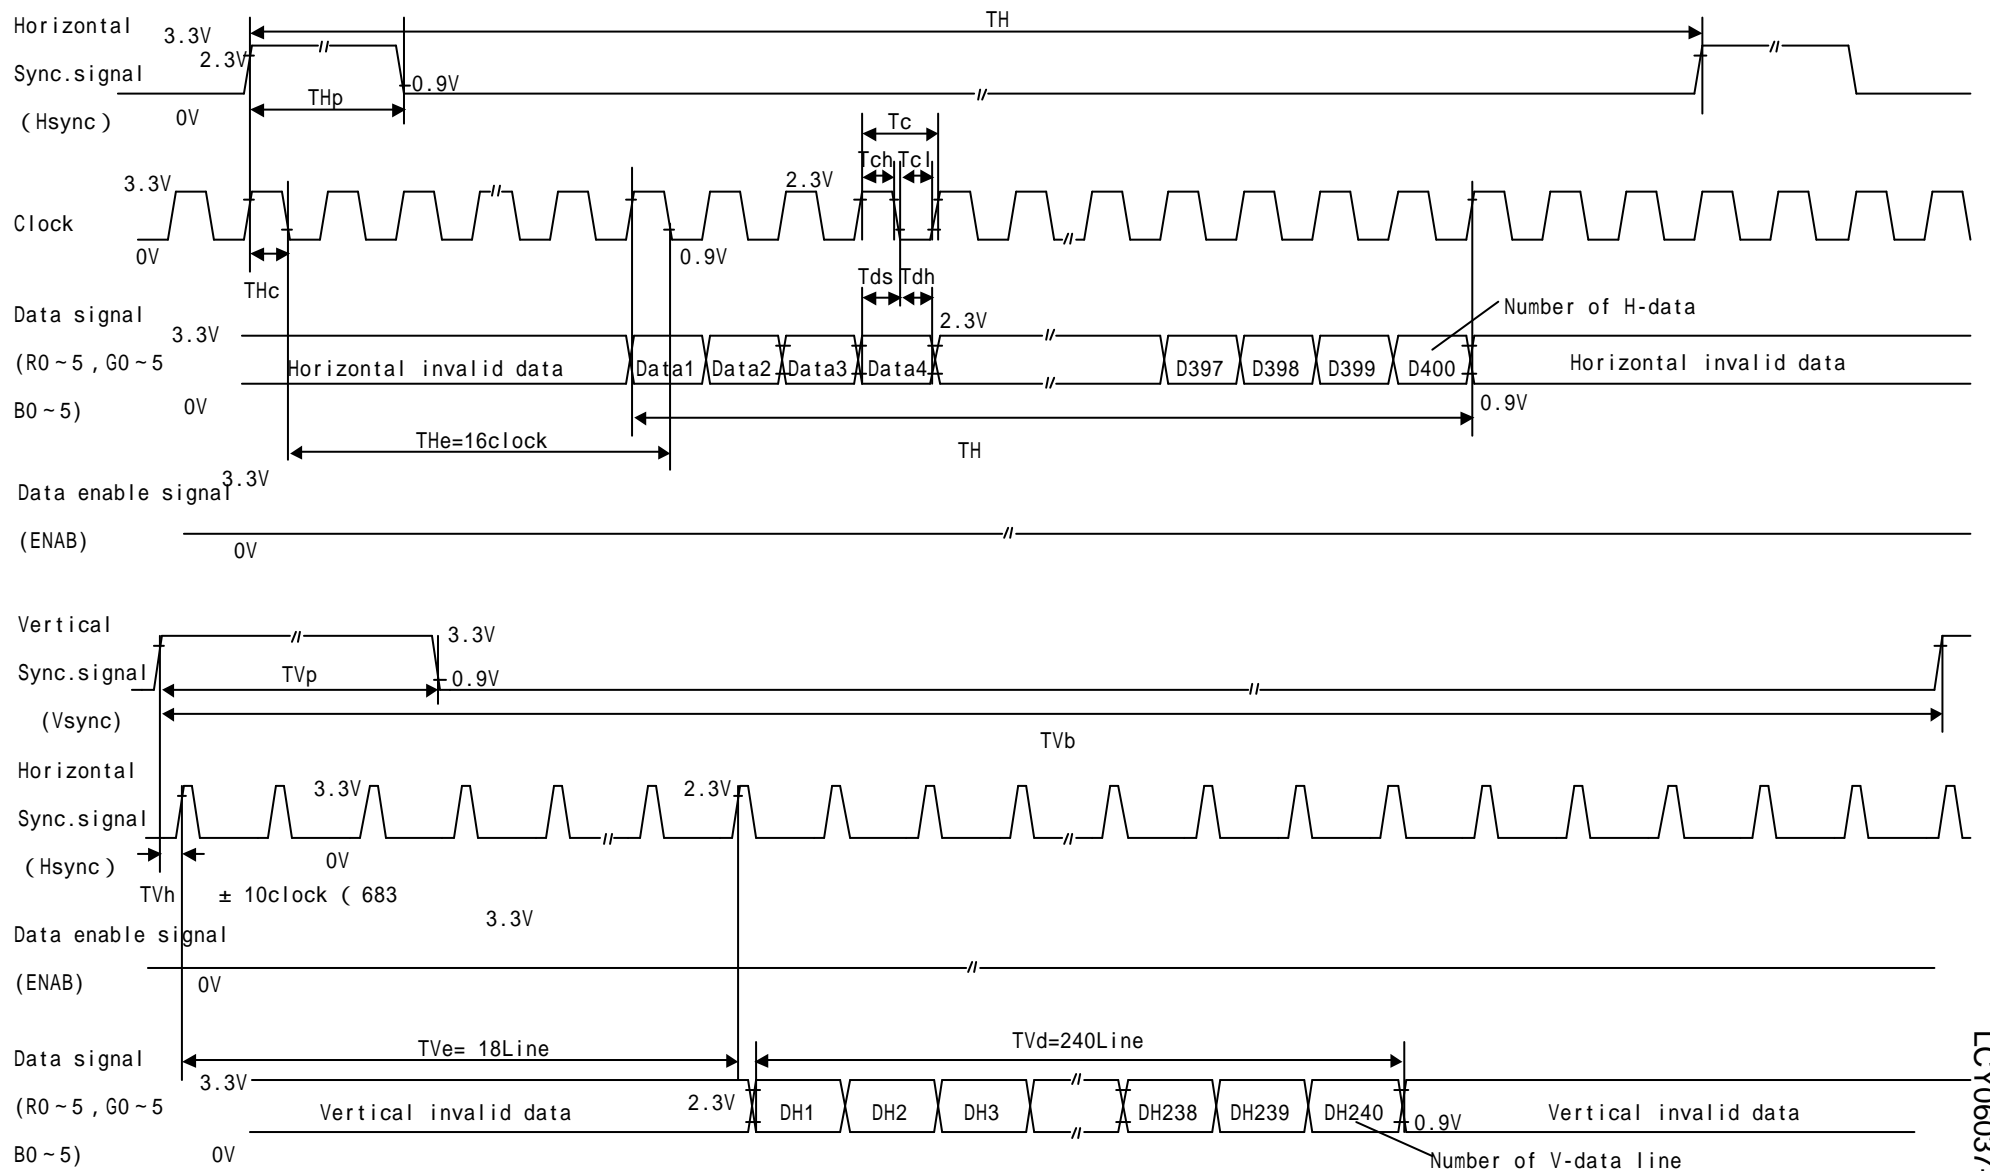 Horizontal
3.3V
TH
2.3V
Sync.signal
0.9V
THp
(Hsync)
0V
Tc
Tch Tcl
3.3V
2.3V
Clock
0V
0.9V
THc
Tds Tdh
Data signal
Number of H-data
3.3V
2.3V
(R0~5,G0~5
Horizontal invalid data
Data1 Data2 Data3 Data4
D397 D398 D399 D400
Horizontal invalid data
B0~5)
0V
0.9V
THe=16clock
TH
3.3V
Data enable signal
(ENAB)
0V
Vertical
3.3V
Sync.signal
TVp
0.9V
(Vsync)
TVb
Horizontal
3.3V
2.3V
Sync.signal
(Hsync)
0V
TVh
± 10clock ( 683
3.3V
Data enable signal
(ENAB)
0V
TVe= 18Line
TVd=240Line
Data signal
3.3V
(R0~5,G0~5
Vertical invalid data
2.3V
DH1 DH2 DH3
DH238 DH239 DH240
0.9V
Vertical invalid data
B0~5)
0V
Number of V-data line